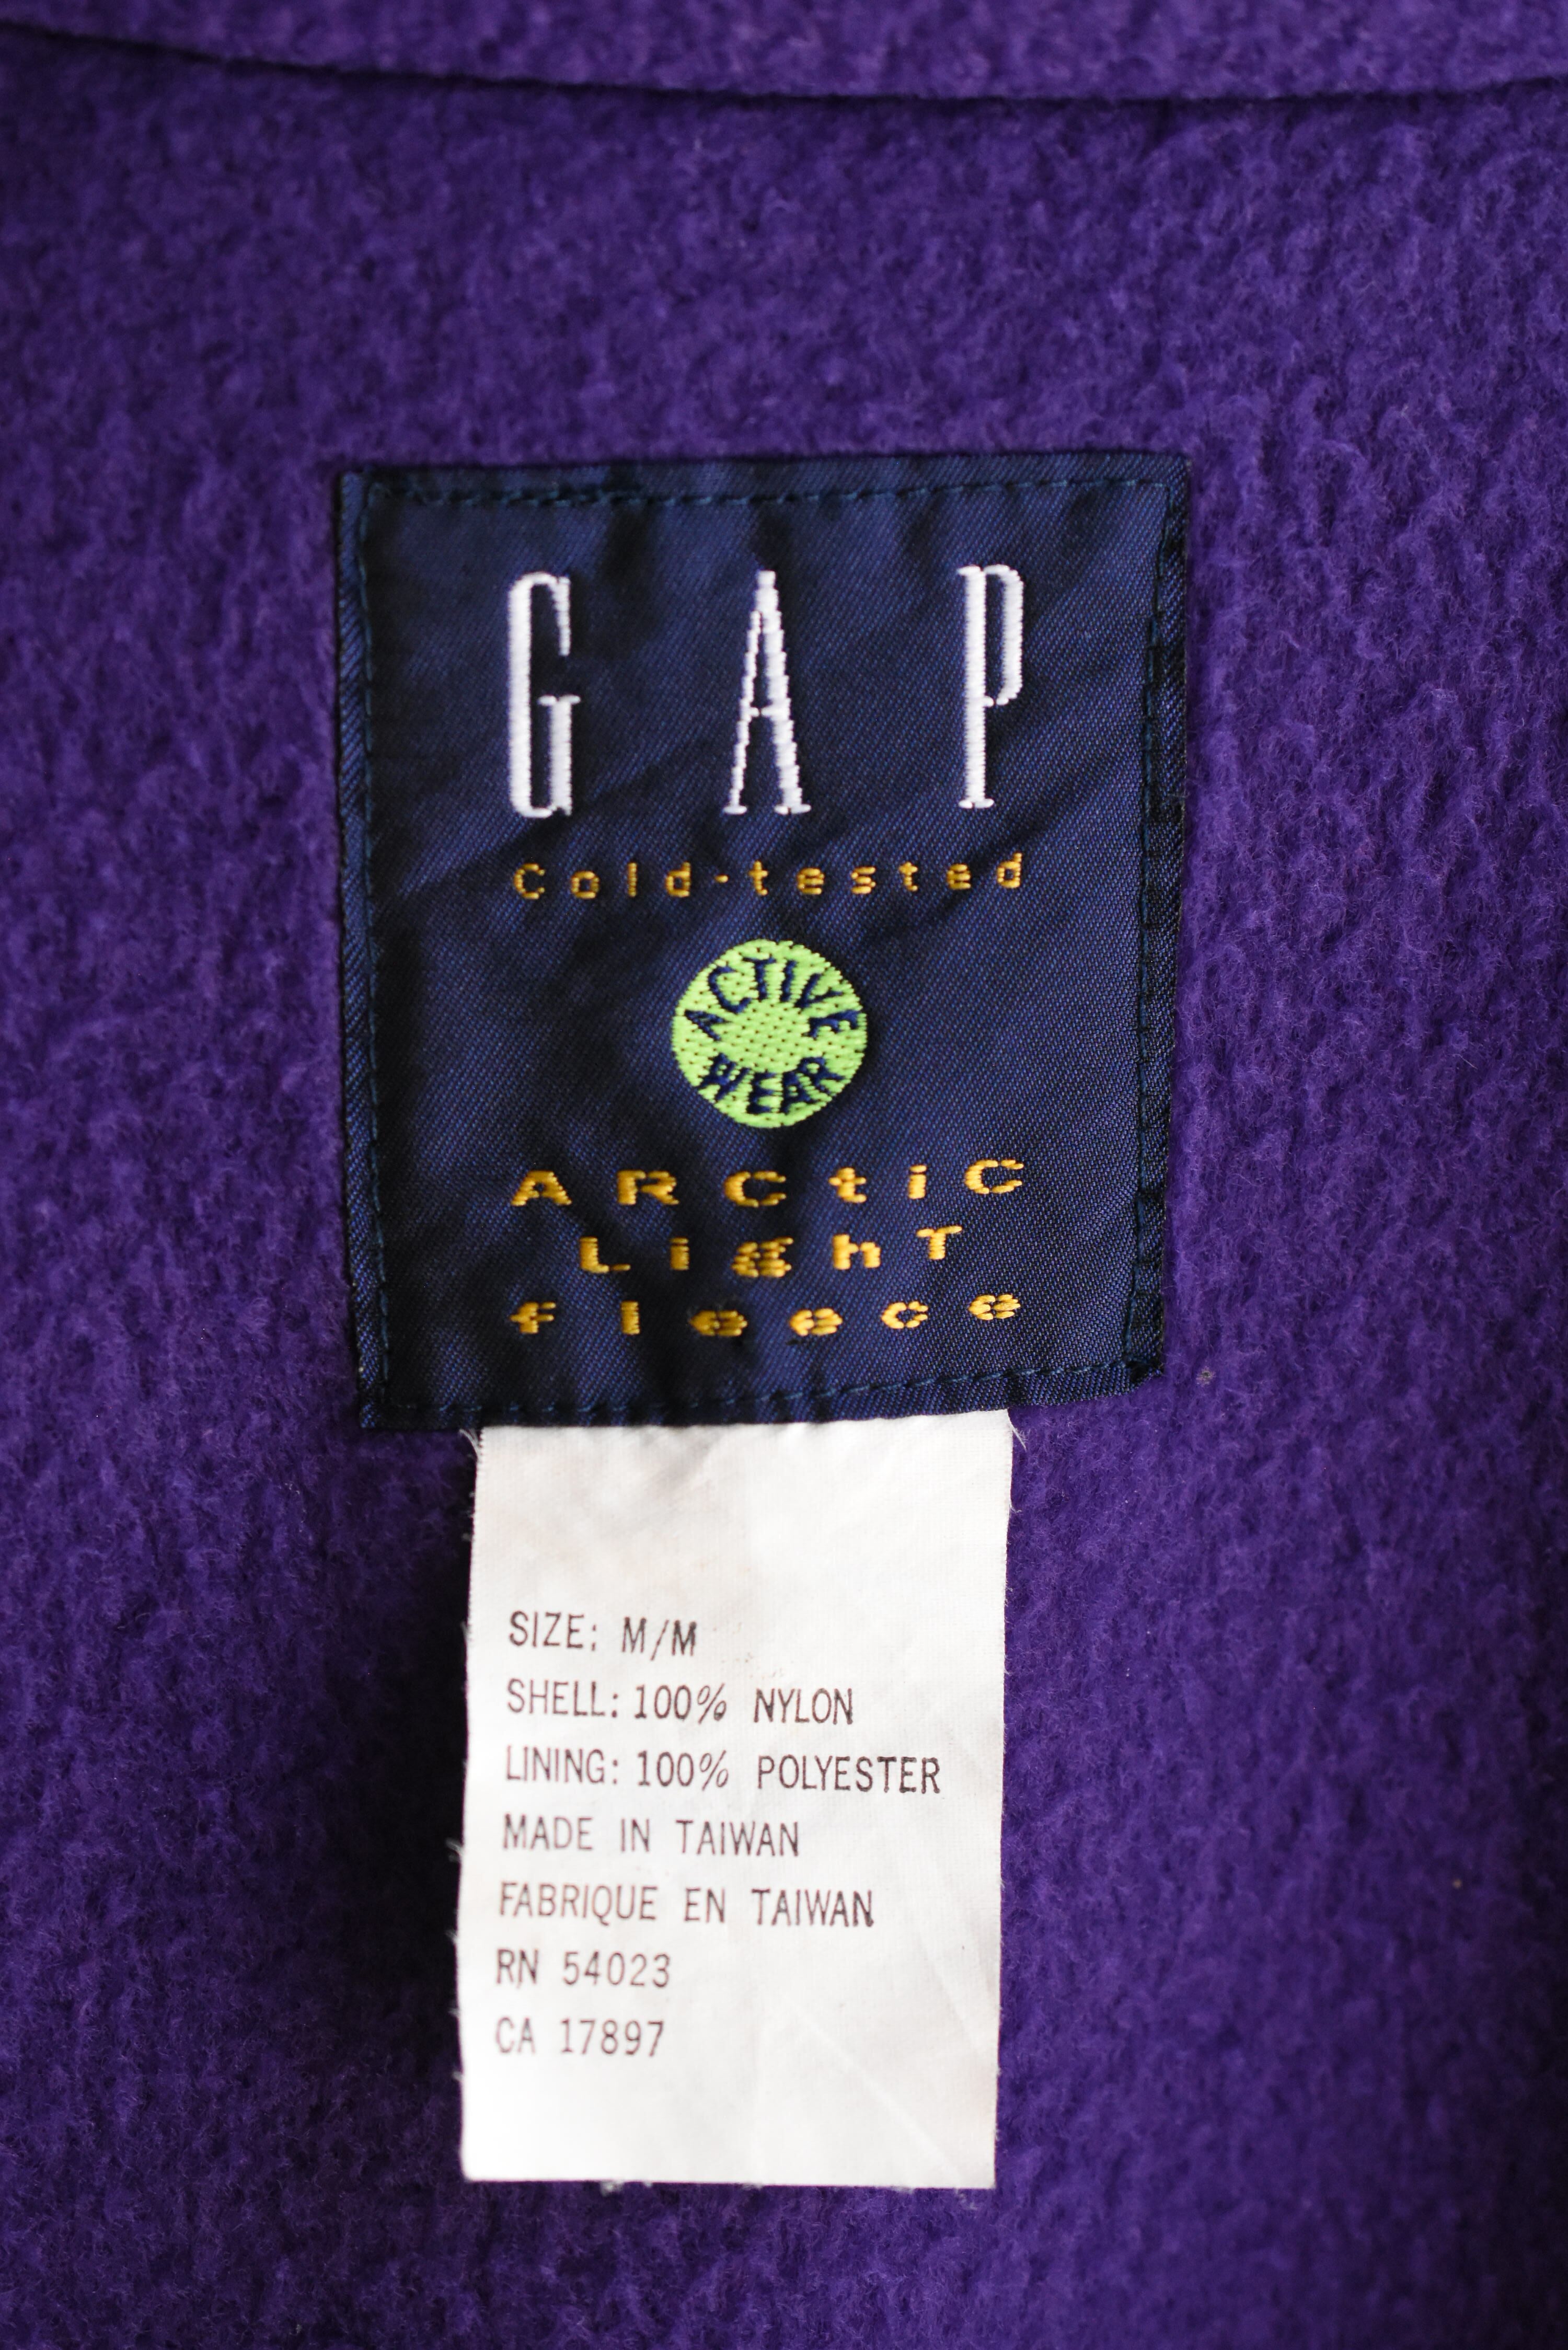 GAP
Cold-tested
ACTIVE
WEAR
ARCtiC
LighT
fleece
SIZE: M/M
SHELL: 100% NYLON
LINING: 100% POLYESTER
MADE IN TAIWAN
FABRIQUE EN TAIWAN
RN 54023
CA 17897